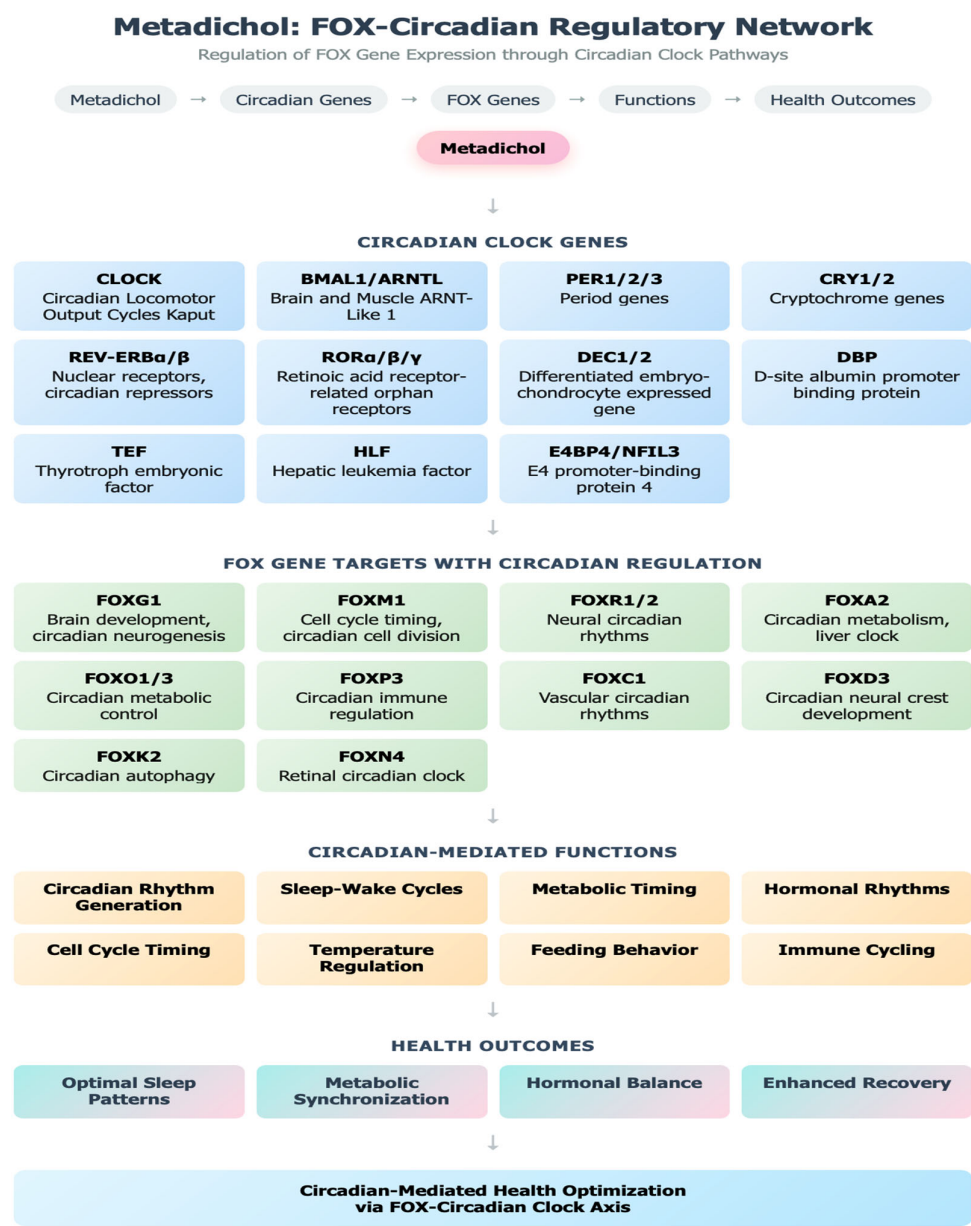 Metadichol: FOX-Circadian Regulatory Network
Regulation of FOX Gene Expression through Circadian Clock Pathways
Metadichol → Circadian Genes → FOX Genes → Functions → Health Outcomes
Metadichol
↓
CIRCADIAN CLOCK GENES
CLOCK
Circadian Locomotor
Output Cycles Kaput
BMAL1/ARNTL
Brain and Muscle ARNT-
Like 1
PER1/2/3
Period genes
CRY1/2
Cryptochrome genes
REV-ERBα/β
Nuclear receptors,
circadian repressors
RORα/β/γ
Retinoic acid receptor-
related orphan
receptors
DEC1/2
Differentiated embryo-
chondrocyte expressed
gene
DBP
D-site albumin promoter
binding protein
TEF
Thyrotroph embryonic
factor
HLF
Hepatic leukemia factor
E4BP4/NFIL3
E4 promoter-binding
protein 4
↓
FOX GENE TARGETS WITH CIRCADIAN REGULATION
FOXG1
Brain development,
circadian neurogenesis
FOXM1
Cell cycle timing,
circadian cell division
FOXR1/2
Neural circadian
rhythms
FOXA2
Circadian metabolism,
liver clock
FOXO1/3
Circadian metabolic
control
FOXP3
Circadian immune
regulation
FOXC1
Vascular circadian
rhythms
FOXD3
Circadian neural crest
development
FOXK2
Circadian autophagy
FOXN4
Retinal circadian clock
↓
CIRCADIAN-MEDIATED FUNCTIONS
Circadian Rhythm
Generation
Sleep-Wake Cycles
Metabolic Timing
Hormonal Rhythms
Cell Cycle Timing
Temperature
Regulation
Feeding Behavior
Immune Cycling
↓
HEALTH OUTCOMES
Optimal Sleep
Patterns
Metabolic
Synchronization
Hormonal Balance
Enhanced Recovery
↓
Circadian-Mediated Health Optimization
via FOX-Circadian Clock Axis